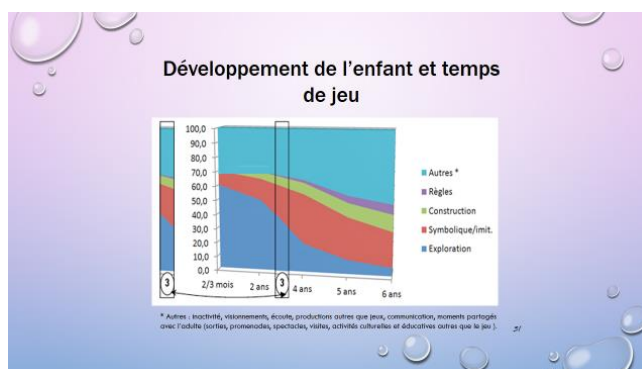 Développement de l'enfant et temps
de jeu
100,0
90,0
80,0
70,0
60,0
50,0
40,0
30,0
20,0
10,0
0,0
3
2/3 mois
2 ans
3
4 ans
5 ans
6 ans
Autres *
Règles
Construction
Symbolique/imit.
Exploration
* Autres : inactivité, visionnements, écoute, productions autres que jeux, communication, moments partagés
avec l'adulte (sorties, promenades, spectacles, visites, activités culturelles et éducatives autres que le jeu ).